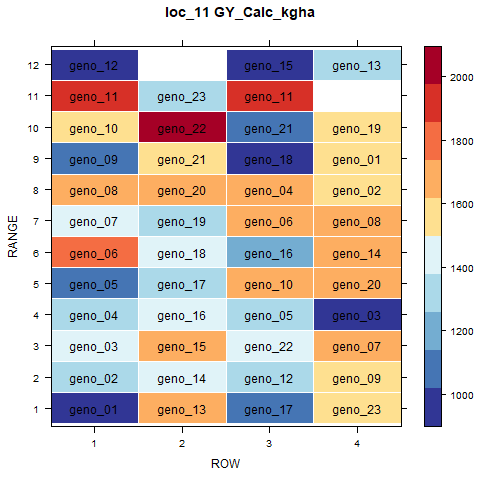 loc_11 GY_Calc_kgha
12 geno_12 geno_15 geno_13
11 geno_11 geno_23 geno_11
10 geno_10 geno_22 geno_21 geno_19
9 geno_09 geno_21 geno_18 geno_01
8 geno_08 geno_20 geno_04 geno_02
7 geno_07 geno_19 geno_06 geno_08
6 geno_06 geno_18 geno_16 geno_14
5 geno_05 geno_17 geno_10 geno_20
4 geno_04 geno_16 geno_05 geno_03
3 geno_03 geno_15 geno_22 geno_07
2 geno_02 geno_14 geno_12 geno_09
1 geno_01 geno_13 geno_17 geno_23
1 2 3 4
ROW
RANGE
2000
1800
1600
1400
1200
1000